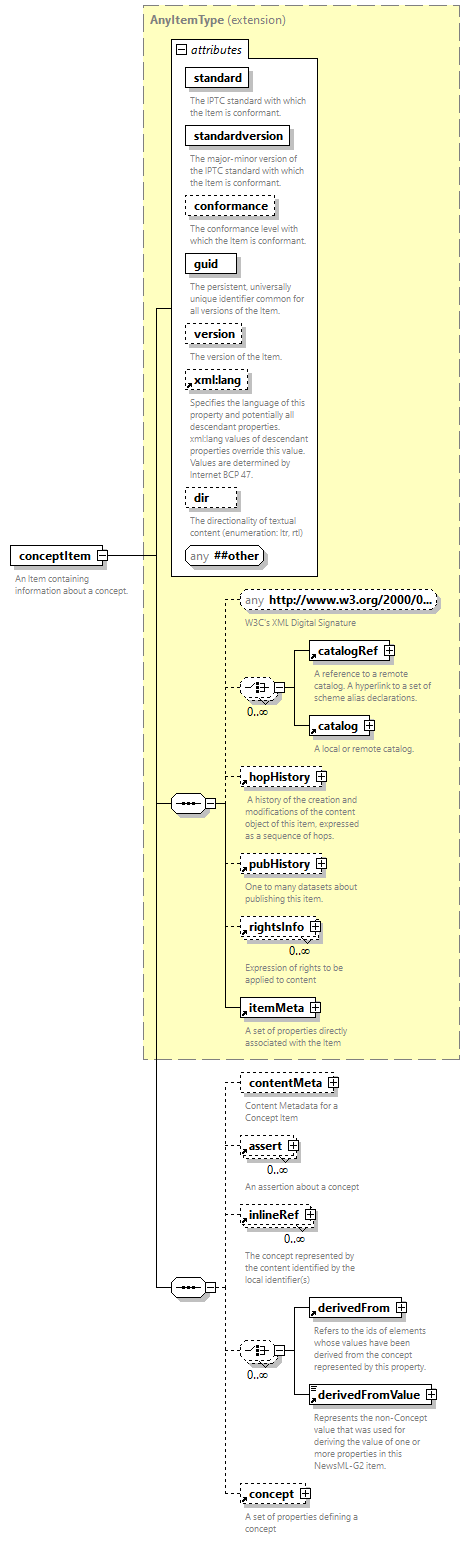 AnyItemType (extension)
attributes
standard
The IPTC standard with which
the Item is conformant.
standardversion
The major-minor version of
the IPTC standard with which
the Item is conformant.
conformance
The conformance level with
which the Item is conformant.
guid
The persistent, universally
unique identifier common for
all versions of the Item.
version
The version of the Item.
xml:lang
Specifies the language of this
property and potentially all
descendant properties.
xml:lang values of descendant
properties override this value.
Values are determined by
Internet BCP 47.
dir
The directionality of textual
content (enumeration: ltr, rtl)
any ##other
conceptItem
An Item containing
information about a concept.
any http://www.w3.org/2000/0...
W3C's XML Digital Signature
catalogRef
A reference to a remote
catalog. A hyperlink to a set of
scheme alias declarations.
0..∞
catalog
A local or remote catalog.
hopHistory
A history of the creation and
modifications of the content
object of this item, expressed
as a sequence of hops.
pubHistory
One to many datasets about
publishing this item.
rightsInfo
0..∞
Expression of rights to be
applied to content
itemMeta
A set of properties directly
associated with the Item
contentMeta
Content Metadata for a
Concept Item
assert
0..∞
An assertion about a concept
inlineRef
0..∞
The concept represented by
the content identified by the
local identifier(s)
derivedFrom
Refers to the ids of elements
whose values have been
derived from the concept
represented by this property.
0..∞
derivedFromValue
Represents the non-Concept
value that was used for
deriving the value of one or
more properties in this
NewsML-G2 item.
concept
A set of properties defining a
concept